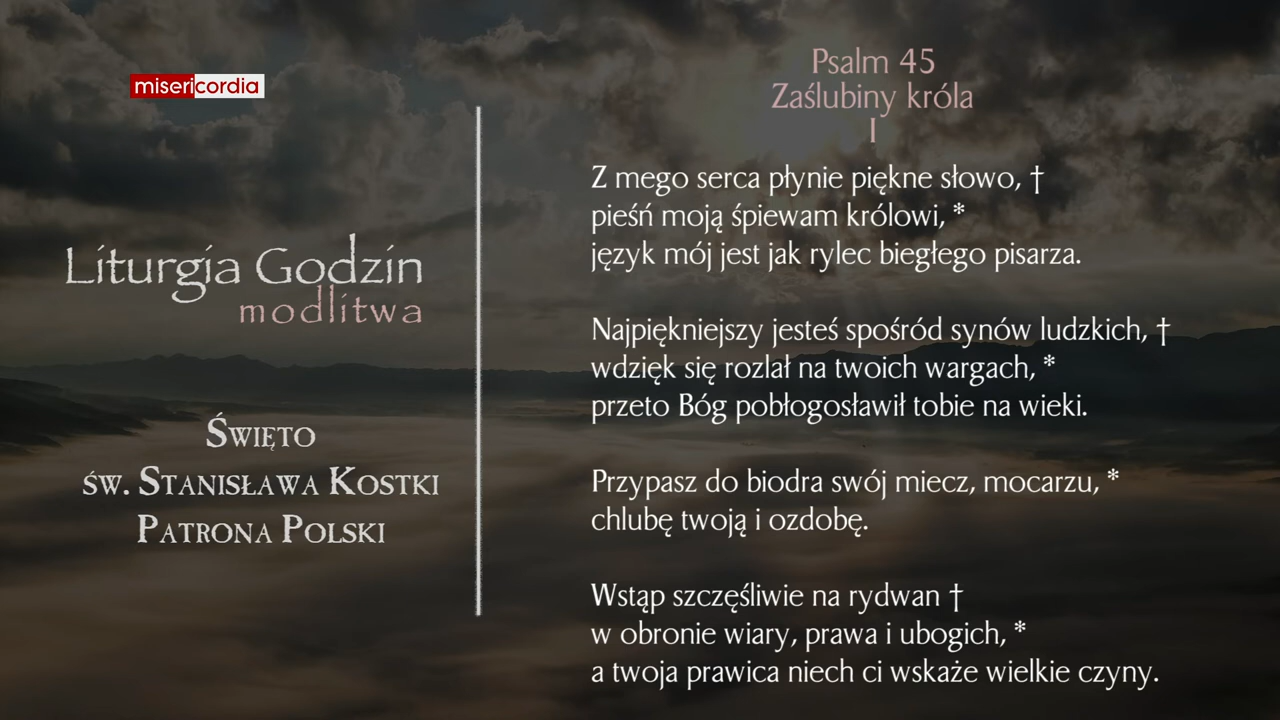 misericordia
Liturgia Godzin
modlitwa
Święto
św. Stanisława Kostki
Patrona Polski
Psalm 45
Zaślubiny króla
I
Z mego serca płynie piękne słowo, †
pieśń moją śpiewam królowi, *
język mój jest jak rylec biegłego pisarza.
Najpiękniejszy jesteś spośród synów ludzkich, †
wdzięk się rozlał na twoich wargach, *
przeto Bóg pobłogosławił tobie na wieki.
Przypasz do biodra swój miecz, mocarzu, *
chlubę twoją i ozdobę.
Wstąp szczęśliwie na rydwan †
w obronie wiary, prawa i ubogich, *
a twoja prawica niech ci wskaże wielkie czyny.